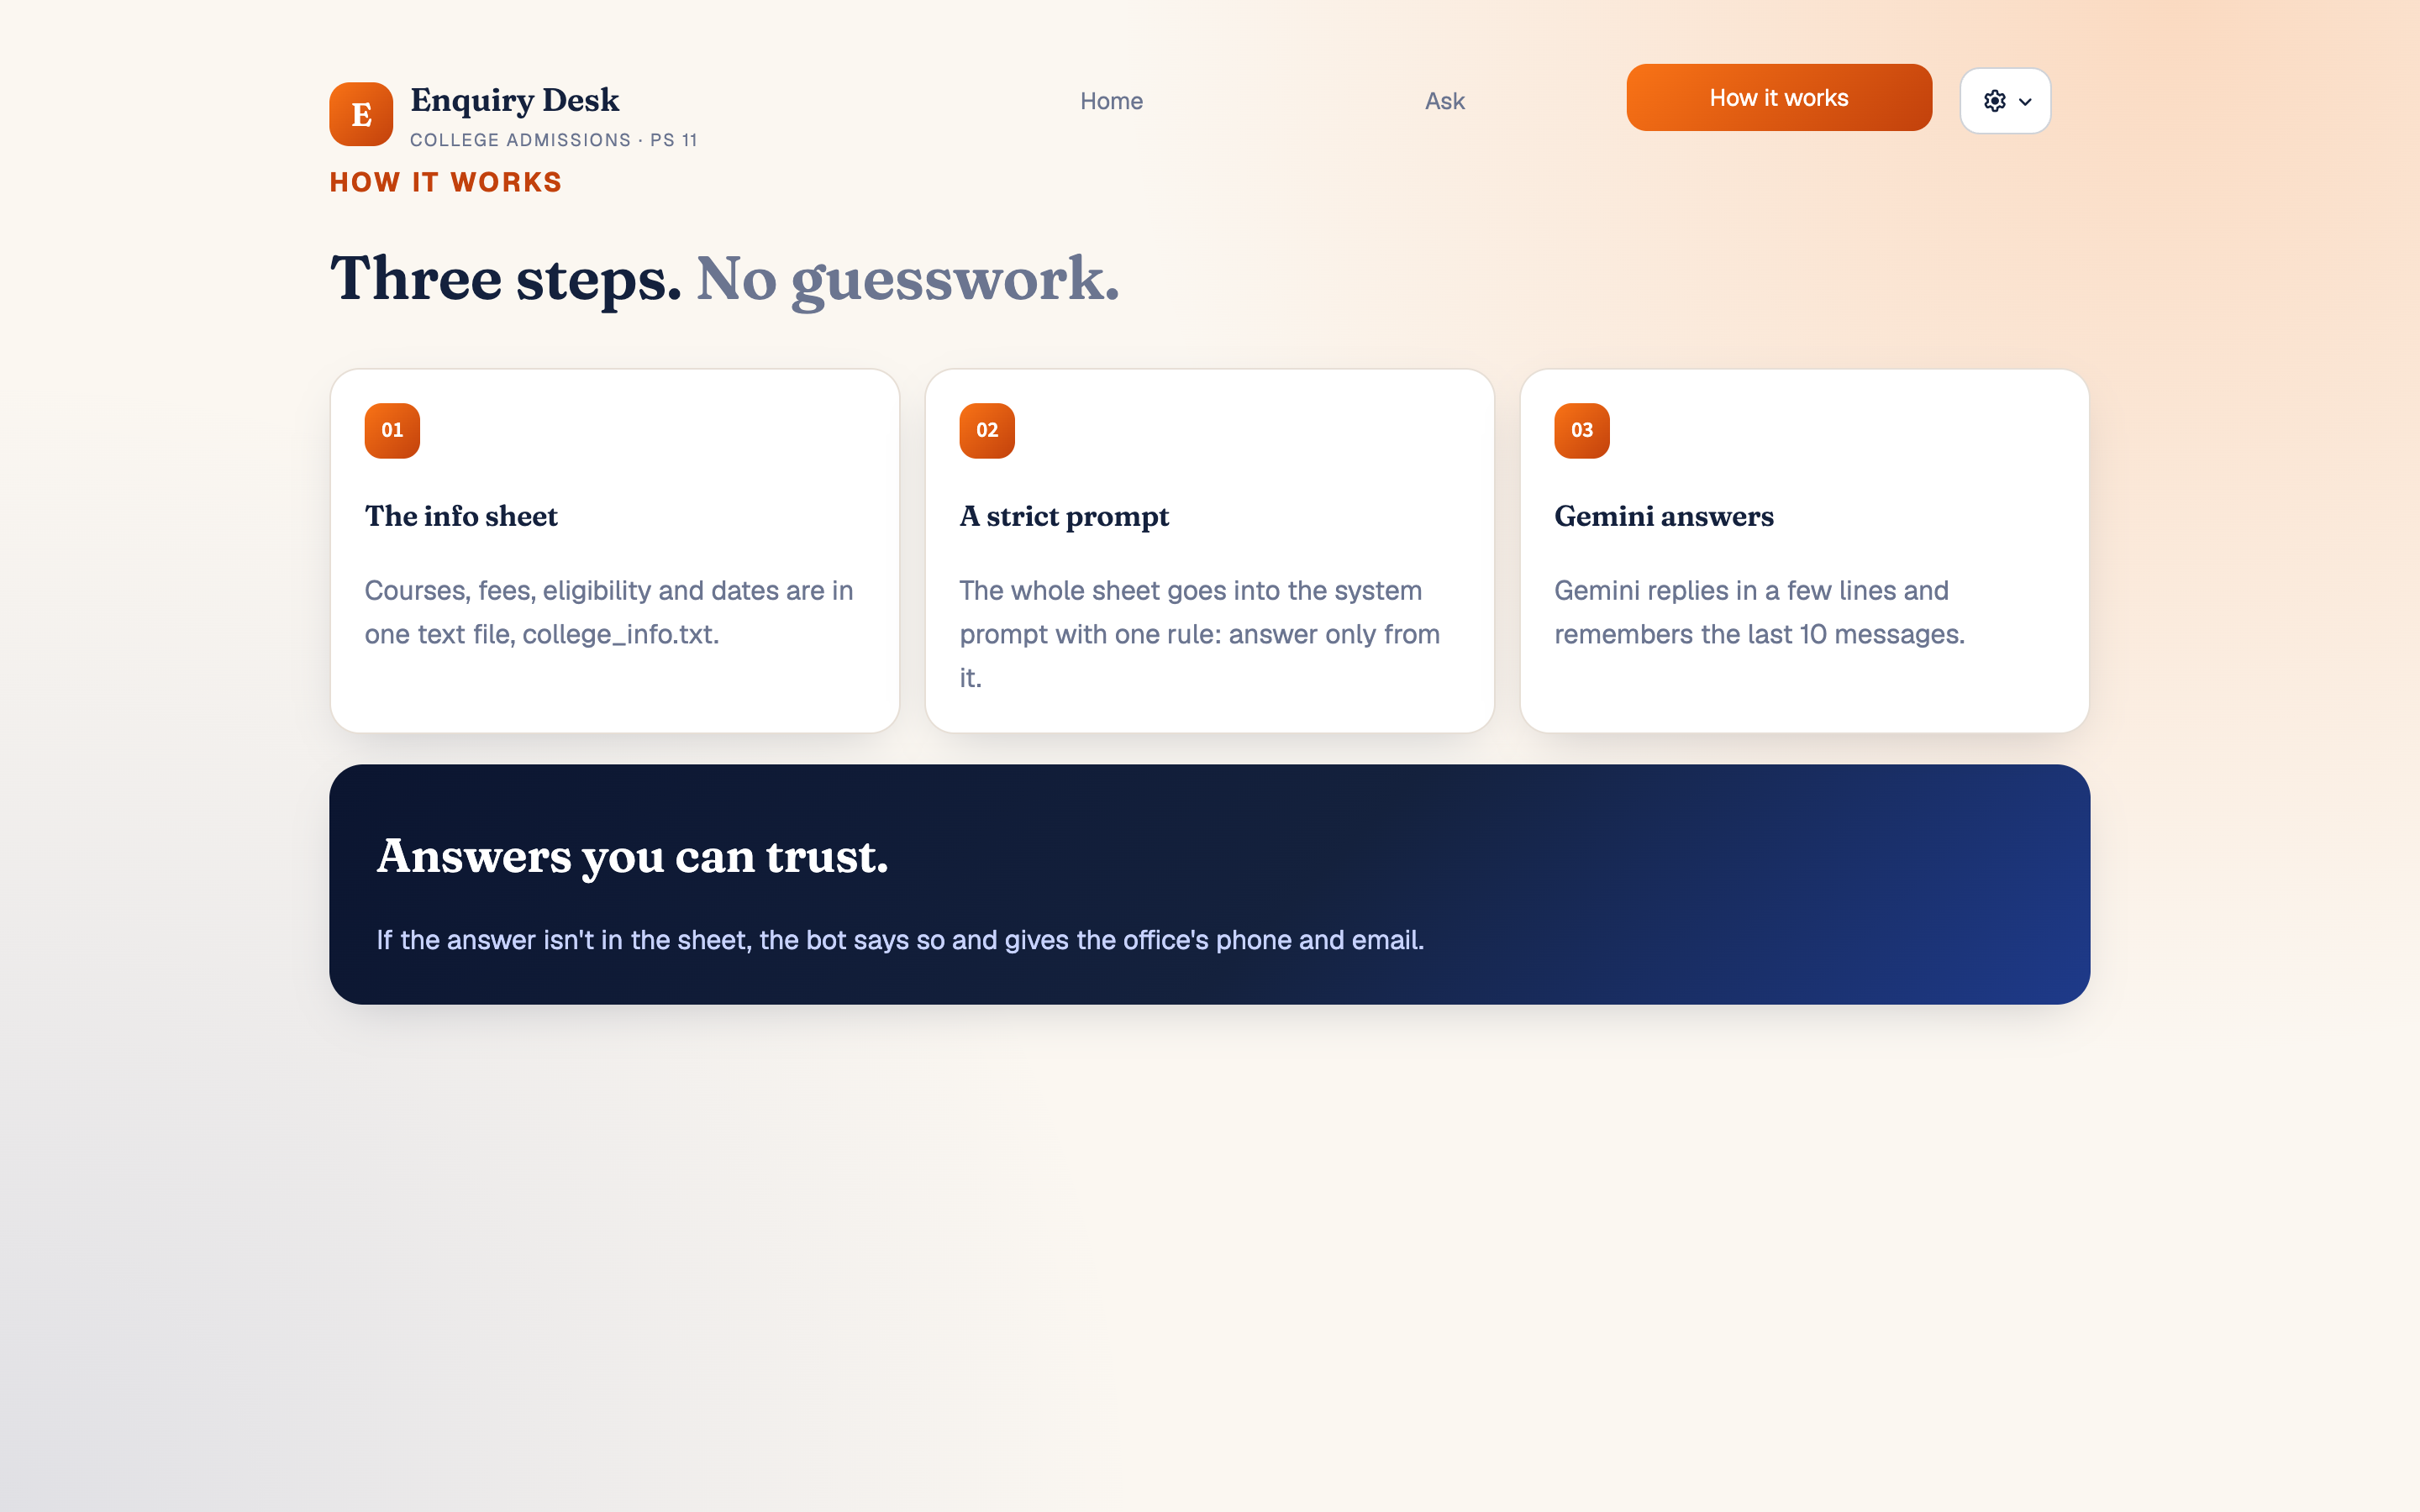 E
Enquiry Desk
COLLEGE ADMISSIONS · PS 11
Home
Ask
How it works
HOW IT WORKS
Three steps. No guesswork.
01
The info sheet
Courses, fees, eligibility and dates are in
one text file, college_info.txt.
02
A strict prompt
The whole sheet goes into the system
prompt with one rule: answer only from
it.
03
Gemini answers
Gemini replies in a few lines and
remembers the last 10 messages.
Answers you can trust.
If the answer isn't in the sheet, the bot says so and gives the office's phone and email.